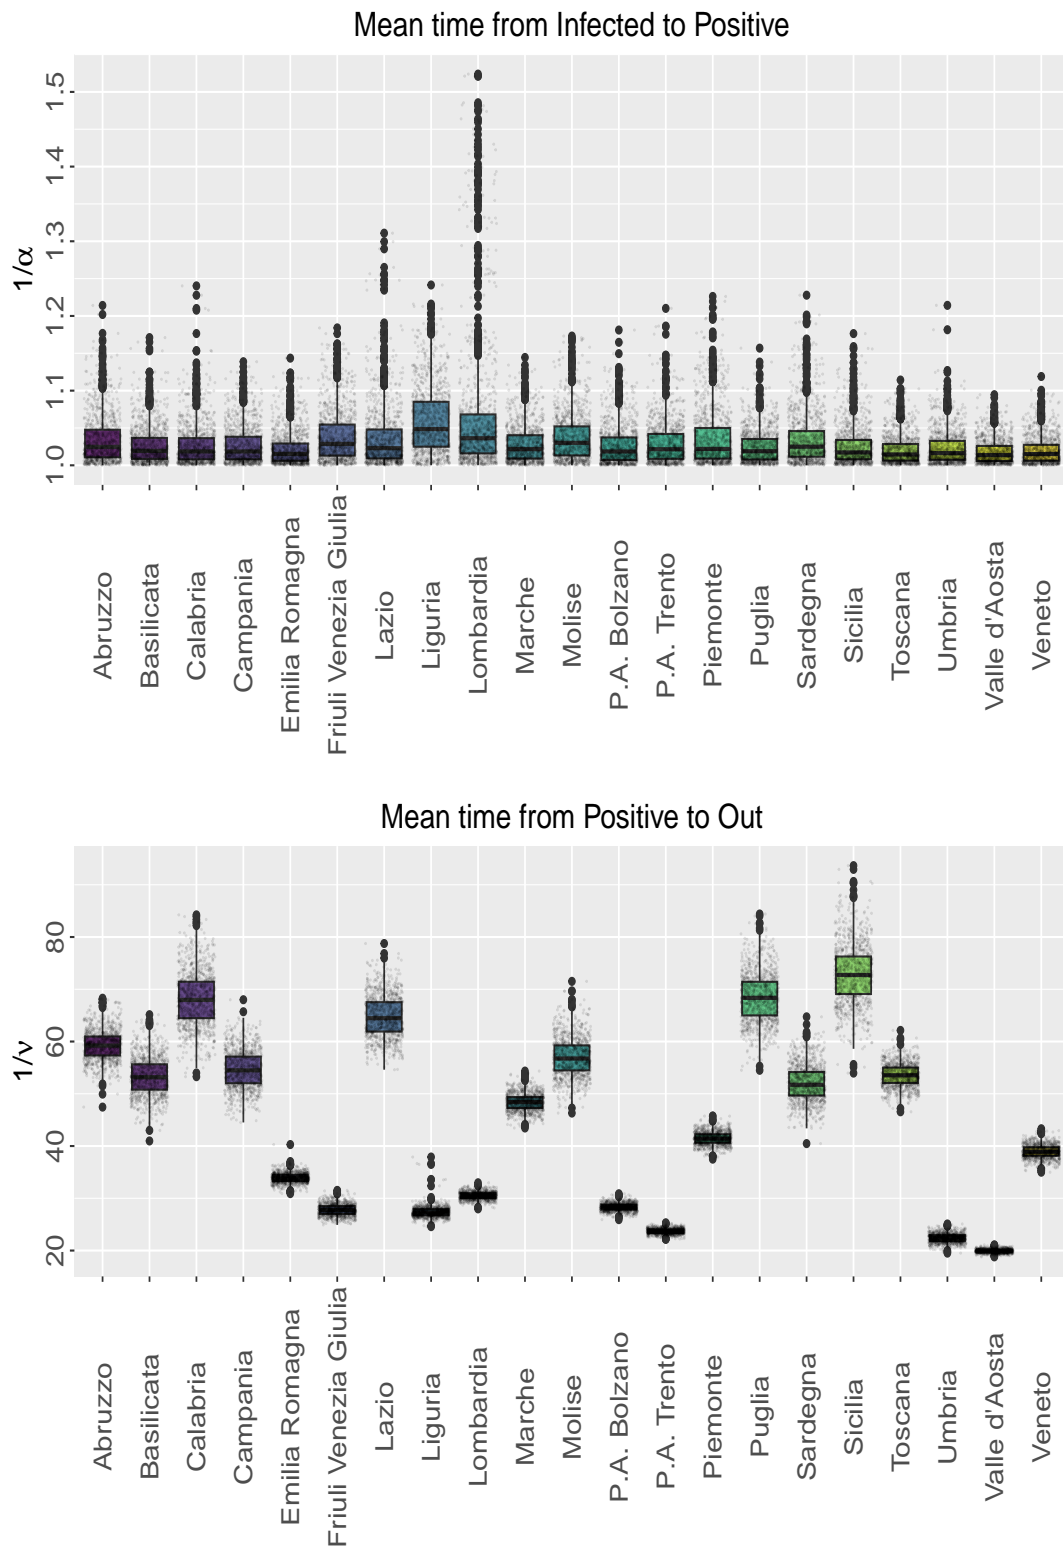 Mean time from Infected to Positive
1/α
1.5
1.4
1.3
1.2
1.1
1.0
Abruzzo
Basilicata
Calabria
Campania
Emilia Romagna
Friuli Venezia Giulia
Lazio
Liguria
Lombardia
Marche
Molise
P.A. Bolzano
P.A. Trento
Piemonte
Puglia
Sardegna
Sicilia
Toscana
Umbria
Valle d'Aosta
Veneto
Mean time from Positive to Out
1/ν
80
60
40
20
Abruzzo
Basilicata
Calabria
Campania
Emilia Romagna
Friuli Venezia Giulia
Lazio
Liguria
Lombardia
Marche
Molise
P.A. Bolzano
P.A. Trento
Piemonte
Puglia
Sardegna
Sicilia
Toscana
Umbria
Valle d'Aosta
Veneto